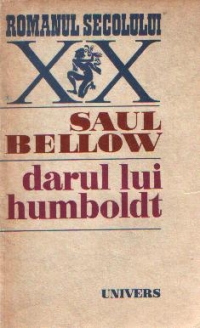 ROMANUL SECOLULUI
XX
SAUL
BELLOW
darul lui
humboldt
UNIVERS